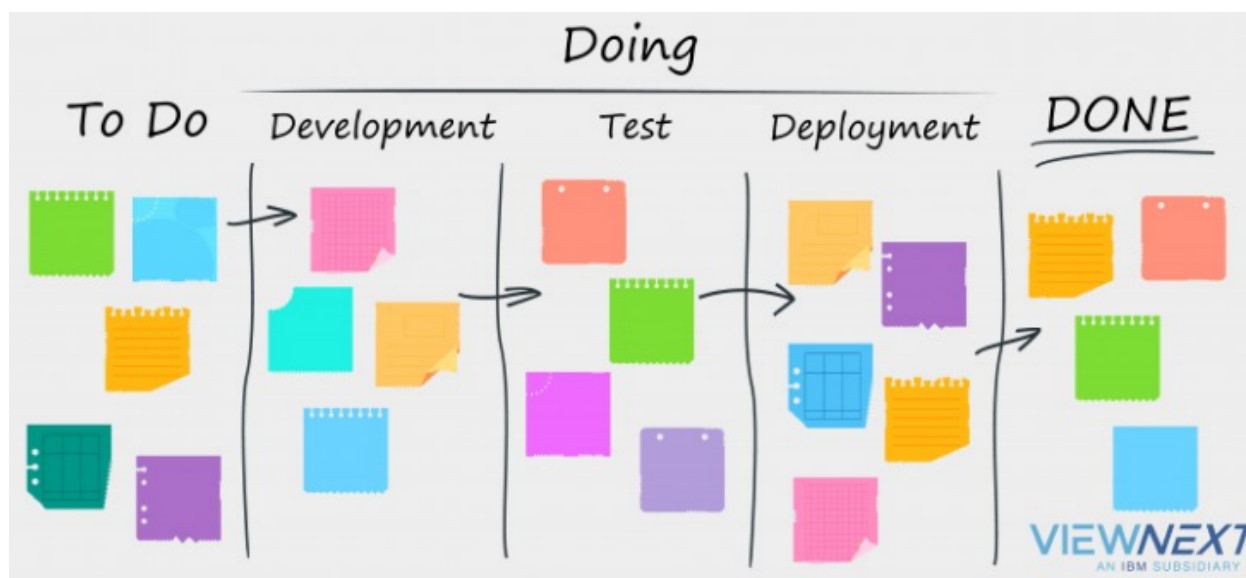 Doing
To Do
Development
Test
Deployment
DONE
VIEWNEXT
AN IBM SUBSIDIARY